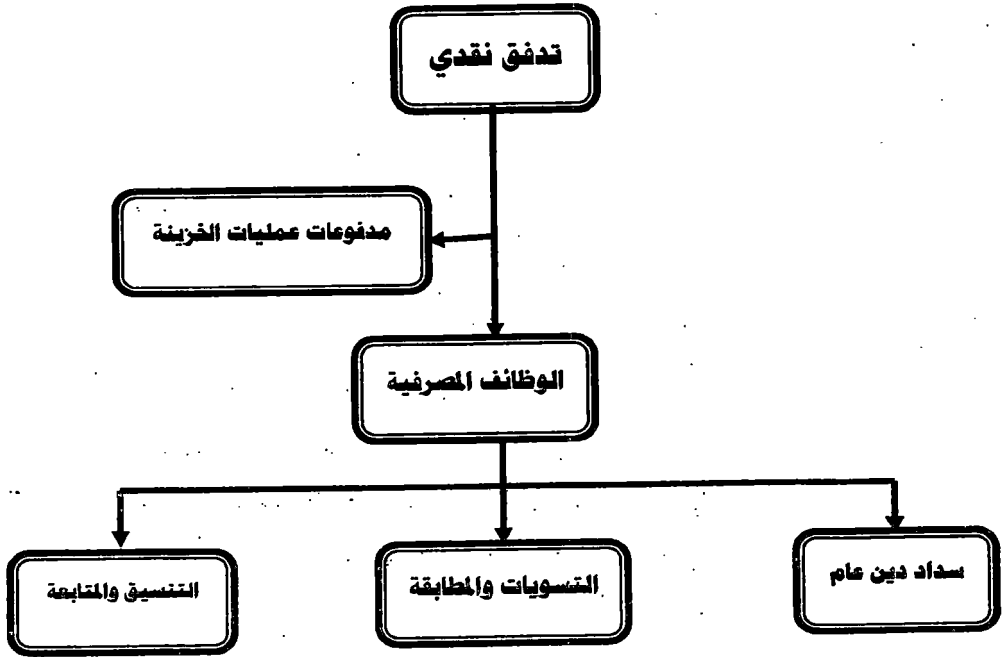 تدفق نقدي
مدفوعات عمليات الخزينة
الوظائف المصرفية
سداد دين عام
التسويات والمطابقة
التنسيق والمتابعة